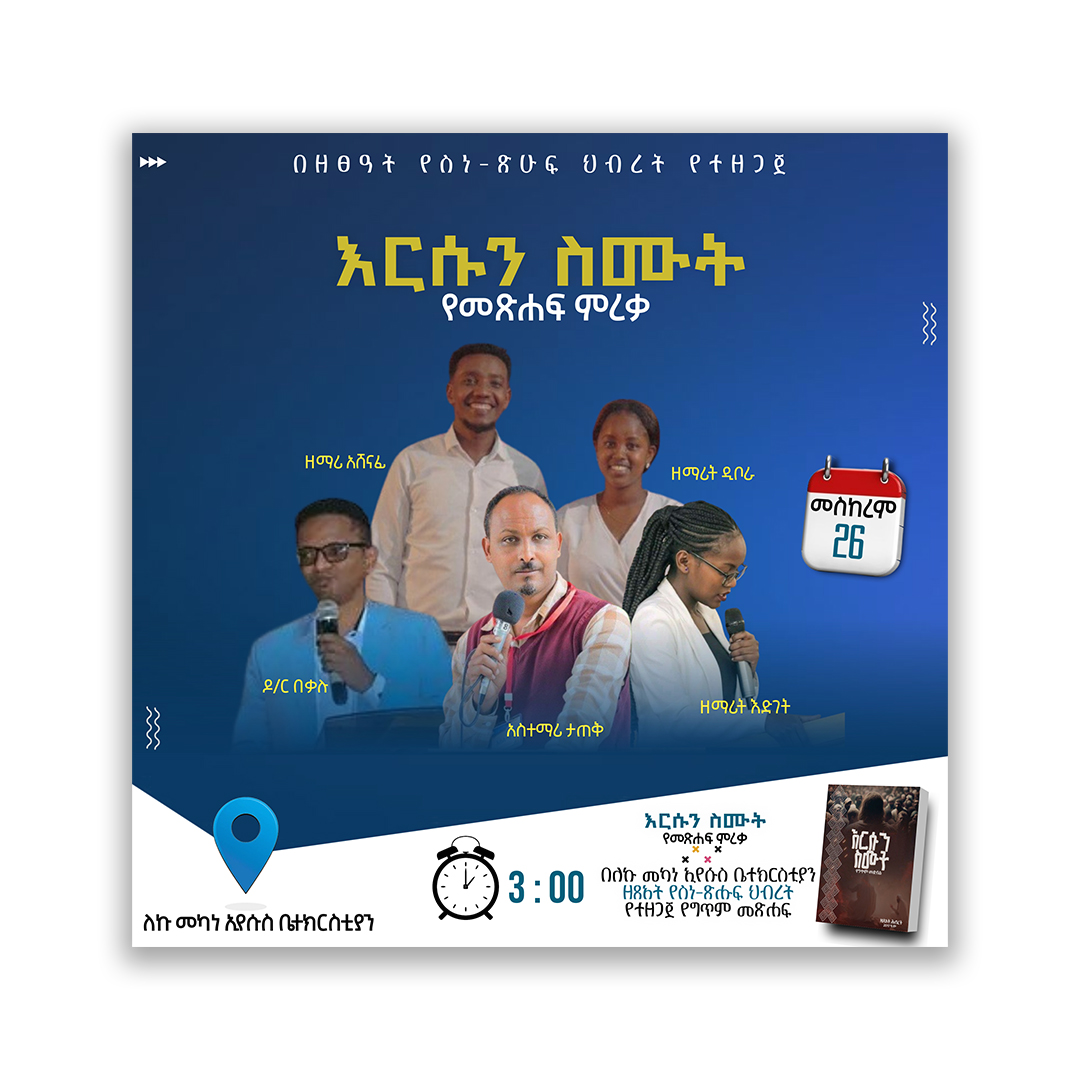 በዘፀዓት የስነ-ጽሁፍ ህብረት የተዘጋጀ
እርሱን ስሙት
የመጽሐፍ ምረቃ
ዘማሪ አሸናፊ
ዘማሪት ዲቦራ
መስከረም
26
ዶ/ር በቃሉ
ዘማሪት እድገት
አስተማሪ ታጠቅ
ለኩ መካነ ኢየሱስ ቤተክርስቲያን
3 : 00
እርሱን ስሙት
የመጽሐፍ ምረቃ
በለኩ መካነ ኢየሱስ ቤተክርስቲያን
ዘጸአት የስነ-ጽሑፍ ህብረት
የተዘጋጀ የግጥም መጽሐፍ
እርሱን
ስሙት